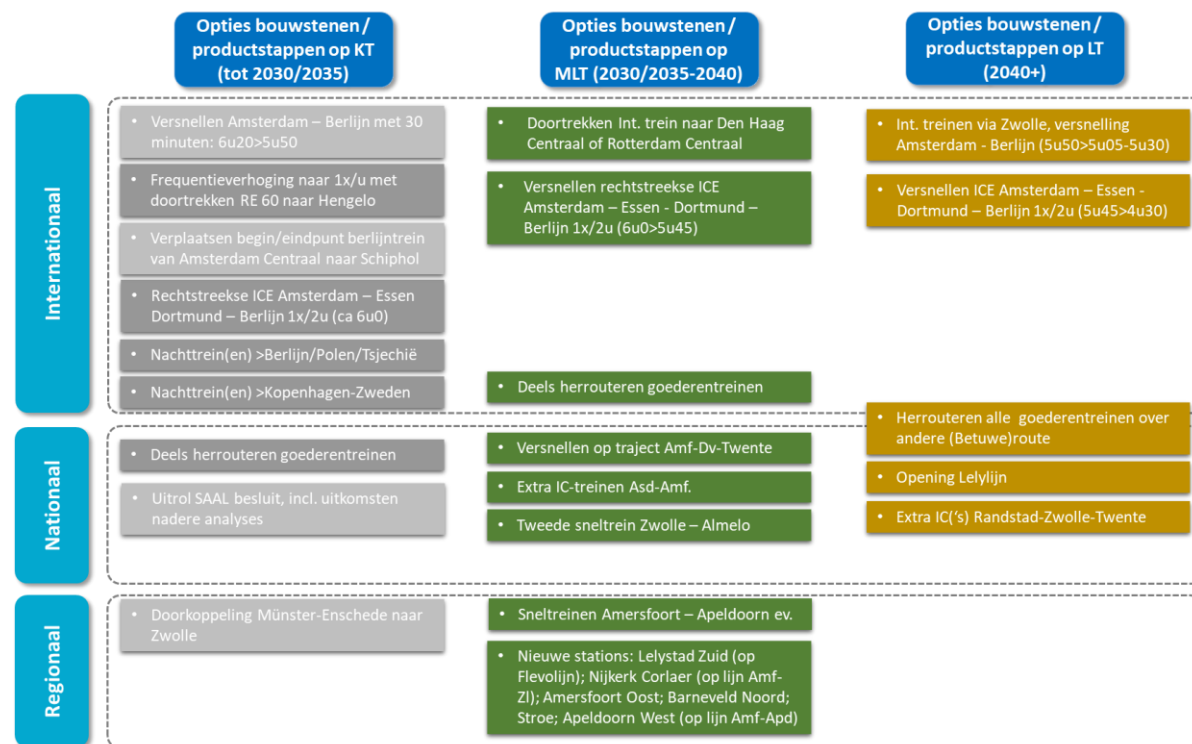 Opties bouwstenen /
productstappen op KT
(tot 2030/2035)
Opties bouwstenen /
productstappen op
MLT (2030/2035-2040)
Opties bouwstenen /
productstappen op LT
(2040+)
Internationaal
• Versnellen Amsterdam – Berlijn met 30
minuten: 6u20>5u50
• Frequentieverhoging naar 1x/u met
doortrekken RE 60 naar Hengelo
• Verplaatsen begin/eindpunt berlijntrein
van Amsterdam Centraal naar Schiphol
• Rechtstreekse ICE Amsterdam – Essen
Dortmund – Berlijn 1x/2u (ca 6u0)
• Nachttrein(en) >Berlijn/Polen/Tsjechië
• Nachttrein(en) >Kopenhagen-Zweden
• Doortrekken Int. trein naar Den Haag
Centraal of Rotterdam Centraal
• Versnellen rechtstreekse ICE
Amsterdam – Essen - Dortmund –
Berlijn 1x/2u (6u0>5u45)
• Deels herrouteren goederentreinen
• Int. treinen via Zwolle, versnelling
Amsterdam - Berlijn (5u50>5u05-5u30)
• Versnellen ICE Amsterdam – Essen -
Dortmund – Berlijn 1x/2u (5u45>4u30)
• Herrouteren alle goederentreinen over
andere (Betuwe)route
Nationaal
• Deels herrouteren goederentreinen
• Uitrol SAAL besluit, incl. uitkomsten
nadere analyses
• Versnellen op traject Amf-Dv-Twente
• Extra IC-treinen Asd-Amf.
• Tweede sneltrein Zwolle – Almelo
• Opening Lelylijn
• Extra IC('s) Randstad-Zwolle-Twente
Regionaal
• Doorkoppeling Münster-Enschede naar
Zwolle
• Sneltreinen Amersfoort – Apeldoorn ev.
• Nieuwe stations: Lelystad Zuid (op
Flevolijn); Nijkerk Corlaer (op lijn Amf-
Zl); Amersfoort Oost; Barneveld Noord;
Stroe; Apeldoorn West (op lijn Amf-Apd)